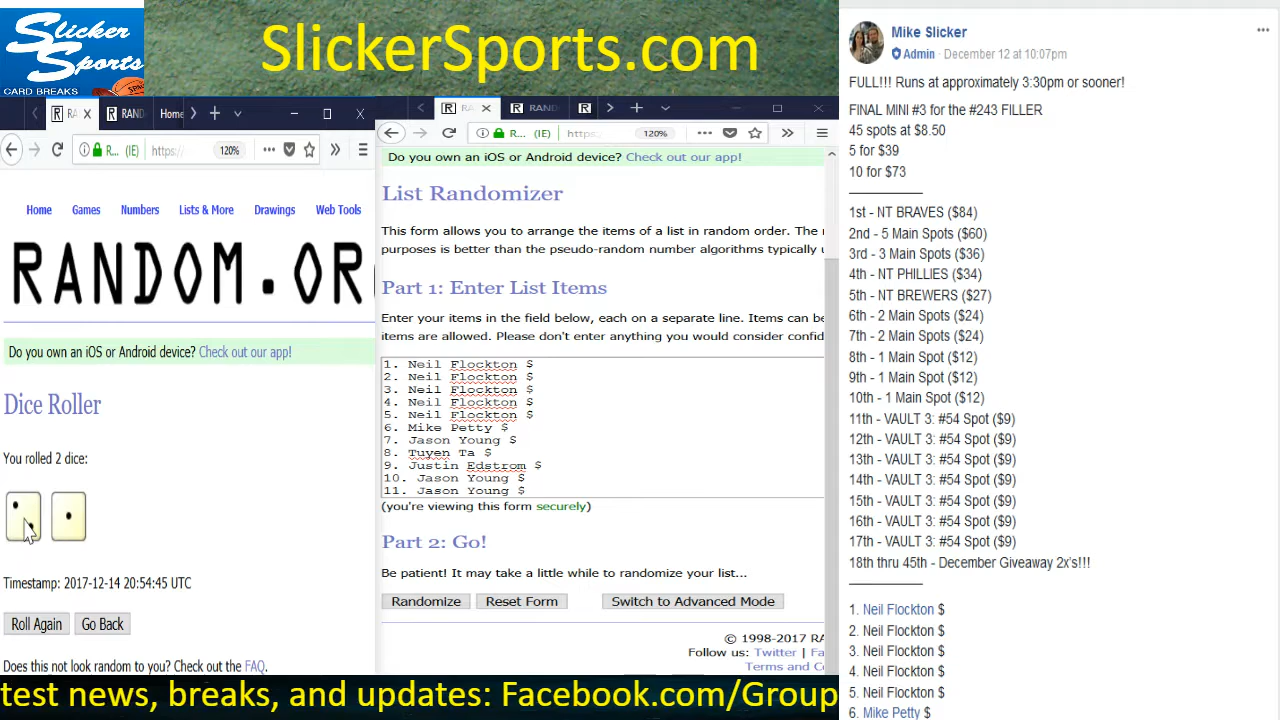 Slicker
Sports
CARD BREAKS
SlickerSports.com
RA
RAND
Home
R... (IE)
https:
120%
Home
Games
Numbers
Lists & More
Drawings
Web Tools
RANDOM.OR
Do you own an iOS or Android device? Check out our app!
Dice Roller
You rolled 2 dice:
Timestamp: 2017-12-14 20:54:45 UTC
Roll Again
Go Back
Does this not look random to you? Check out the FAQ.
R
RAND
R... (IE)
https:
120%
Do you own an iOS or Android device? Check out our app!
List Randomizer
This form allows you to arrange the items of a list in random order. The
purposes is better than the pseudo-random number algorithms typically u
Part 1: Enter List Items
Enter your items in the field below, each on a separate line. Items can be
items are allowed. Please don't enter anything you would consider confid
1. Neil Flockton $
2. Neil Flockton $
3. Neil Flockton $
4. Neil Flockton $
5. Neil Flockton $
6. Mike Petty $
7. Jason Young $
8. Tuyen Ta $
9. Justin Edstrom $
10. Jason Young $
11. Jason Young $
(you're viewing this form securely)
Part 2: Go!
Be patient! It may take a little while to randomize your list...
Randomize
Reset Form
Switch to Advanced Mode
© 1998-2017 RA
Follow us: Twitter | Fa
Terms and Co
Mike Slicker
Admin · December 12 at 10:07pm
FULL!!! Runs at approximately 3:30pm or sooner!
FINAL MINI #3 for the #243 FILLER
45 spots at $8.50
5 for $39
10 for $73
1st - NT BRAVES ($84)
2nd - 5 Main Spots ($60)
3rd - 3 Main Spots ($36)
4th - NT PHILLIES ($34)
5th - NT BREWERS ($27)
6th - 2 Main Spots ($24)
7th - 2 Main Spots ($24)
8th - 1 Main Spot ($12)
9th - 1 Main Spot ($12)
10th - 1 Main Spot ($12)
11th - VAULT 3: #54 Spot ($9)
12th - VAULT 3: #54 Spot ($9)
13th - VAULT 3: #54 Spot ($9)
14th - VAULT 3: #54 Spot ($9)
15th - VAULT 3: #54 Spot ($9)
16th - VAULT 3: #54 Spot ($9)
17th - VAULT 3: #54 Spot ($9)
18th thru 45th - December Giveaway 2x's!!!
1. Neil Flockton $
2. Neil Flockton $
3. Neil Flockton $
4. Neil Flockton $
5. Neil Flockton $
6. Mike Petty $
test news, breaks, and updates: Facebook.com/Group